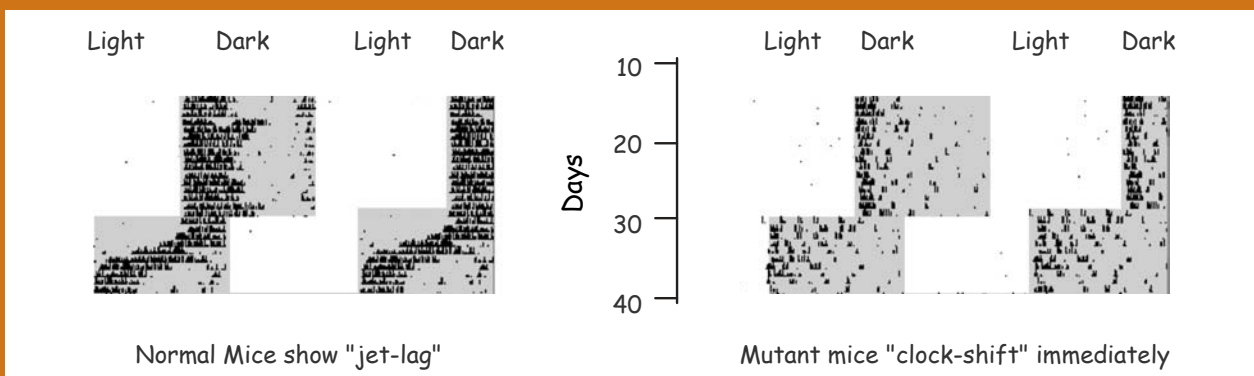 Light Dark Light Dark
Light Dark Light Dark
10
20
30
40
Days
Normal Mice show "jet-lag"
Mutant mice "clock-shift" immediately